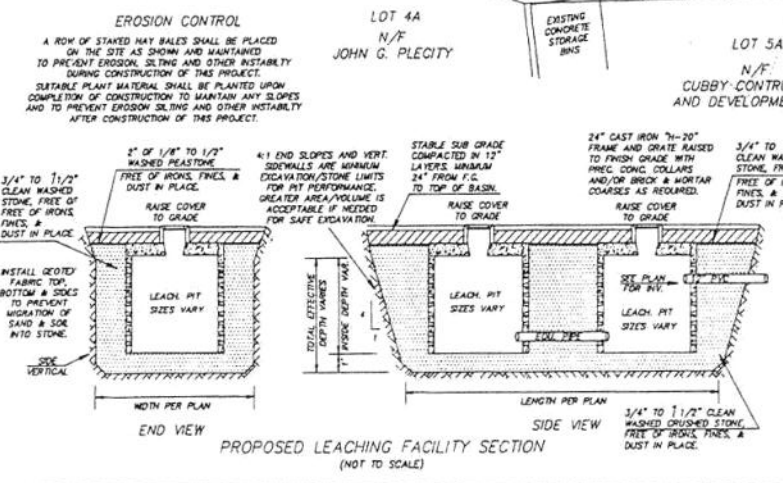 EROSION CONTROL
A ROW OF STAKED HAY BALES SHALL BE PLACED
ON THE SITE AS SHOWN AND MAINTAINED
TO PREVENT EROSION, SILTING AND OTHER INSTABILTY
DURING CONSTRUCTION OF THIS PROJECT.
SUITABLE PLANT MATERIAL SHALL BE PLANTED UPON
COMPLETION OF CONSTRUCTION TO MAINTAIN ANY SLOPES
AND TO PREVENT EROSION SILTING AND OTHER INSTABILTY
AFTER CONSTRUCTION OF THIS PROJECT.
LOT 4A
N/F
JOHN G. PLECITY
EXISTING
CONCRETE
STORAGE
BINS
LOT 5A
N/F
CUBBY CONTR
AND DEVELOPME
3/4" TO 1 1/2"
CLEAN WASHED
STONE, FREE OF
FREE OF IRONS,
FINES, &
DUST IN PLACE
2" OF 1/8" TO 1/2"
WASHED PEASTONE
FREE OF IRONS, FINES, &
DUST IN PLACE.
RAISE COVER
TO GRADE
4:1 END SLOPES AND VERT.
SIDEWALLS ARE MINIMUM
EXCAVATION/STONE LIMITS
FOR PIT PERFORMANCE.
GREATER AREA/VOLUME IS
ACCEPTABLE IF NEEDED
FOR SAFE EXCAVATION.
STABLE SUB GRADE
COMPACTED IN 12"
LAYERS. MINIMUM
24" FROM F.G.
TO TOP OF BASIN.
RAISE COVER
TO GRADE
24" CAST IRON "H-20"
FRAME AND GRATE RAISED
TO FINISH GRADE WITH
PREC. CONC. COLLARS
AND/OR BRICK & MORTAR
COARSES AS REQUIRED.
RAISE COVER
TO GRADE
3/4" TO
CLEAN WA
STONE, FR
FREE OF I
FINES, &
DUST IN P
INSTALL GEOTEX
FABRIC TOP,
BOTTOM & SIDES
TO PREVENT
MIGRATION OF
SAND & SOIL
INTO STONE.
SIDE
VERTICAL
LEACH. PIT
SIZES VARY
TOTAL EFFECTIVE
DEPTH VARIES
INSIDE DEPTH VAR.
1'
4
1
LEACH. PIT
SIZES VARY
EQU. PIPE
SEE PLAN
FOR INV.
PVC
LEACH. PIT
SIZES VARY
WIDTH PER PLAN
END VIEW
LENGTH PER PLAN
SIDE VIEW
3/4" TO 1 1/2" CLEAN
WASHED CRUSHED STONE,
FREE OF IRONS, FINES, &
DUST IN PLACE.
PROPOSED LEACHING FACILITY SECTION
(NOT TO SCALE)